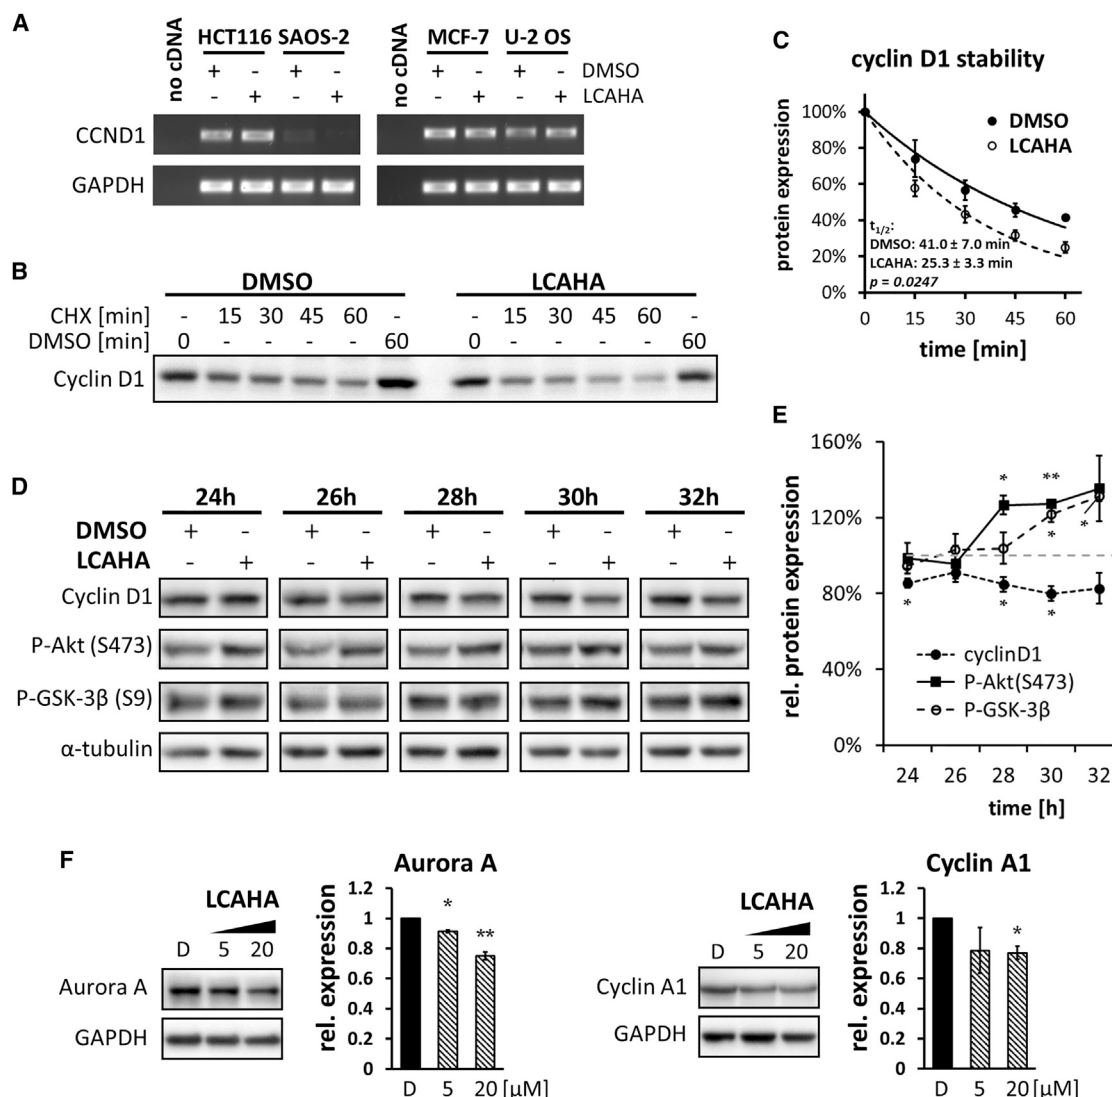 A
no cDNA
HCT116 SAOS-2
+ - + -
- + - +
no cDNA
MCF-7 U-2 OS
+ - + - DMSO
- + - + LCAHA
CCND1
GAPDH
B
DMSO LCAHA
CHX [min] - 15 30 45 60 - - 15 30 45 60 -
DMSO [min] 0 - - - - 60 0 - - - - 60
Cyclin D1
C
cyclin D1 stability
protein expression
100%
80%
60%
40%
20%
0%
DMSO
LCAHA
t1/2:
DMSO: 41.0 ± 7.0 min
LCAHA: 25.3 ± 3.3 min
p = 0.0247
0 15 30 45 60
time [min]
D
24h 26h 28h 30h 32h
DMSO + - + - + - + - + -
LCAHA - + - + - + - + - +
Cyclin D1
P-Akt (S473)
P-GSK-3β (S9)
α-tubulin
E
rel. protein expression
160%
120%
80%
40%
0%
* **
* *
* * *
cyclinD1
P-Akt(S473)
P-GSK-3β
24 26 28 30 32
time [h]
F
LCAHA
D 5 20
Aurora A
GAPDH
Aurora A
rel. expression
1.2
1
0.8
0.6
0.4
0.2
0
*
**
D 5 20 [µM]
LCAHA
D 5 20
Cyclin A1
GAPDH
Cyclin A1
rel. expression
1.2
1
0.8
0.6
0.4
0.2
0
*
D 5 20 [µM]